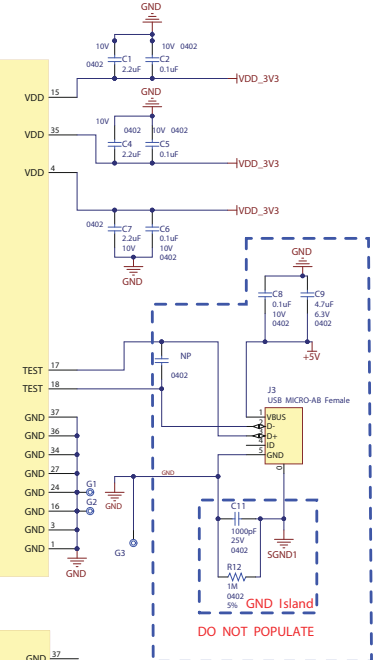 GND
10V 10V 0402
0402 C1 C2
2.2uF 0.1uF
VDD 15 VDD_3V3
GND
10V
0402 10V 0402
VDD 35
C4 C5
2.2uF 0.1uF
VDD_3V3
VDD 4
VDD_3V3
0402 C7 C6
2.2uF 0.1uF
10V 10V
0402
GND
GND
C8 C9
0.1uF 4.7uF
10V 6.3V
0402 0402
+5V
NP
0402
TEST 17
TEST 18
J3
USB MICRO-AB Female
1 VBUS
2 D-
3 D+
4 ID
5 GND
0
GND 37
GND 36
GND 34
GND 27
GND 24 G1
GND 16 G2
GND 3
GND 1
GND
GND
GND
G3
C11
1000pF
25V
0402
SGND1
R12
1M
0402
5%
GND Island
DO NOT POPULATE
GND 37